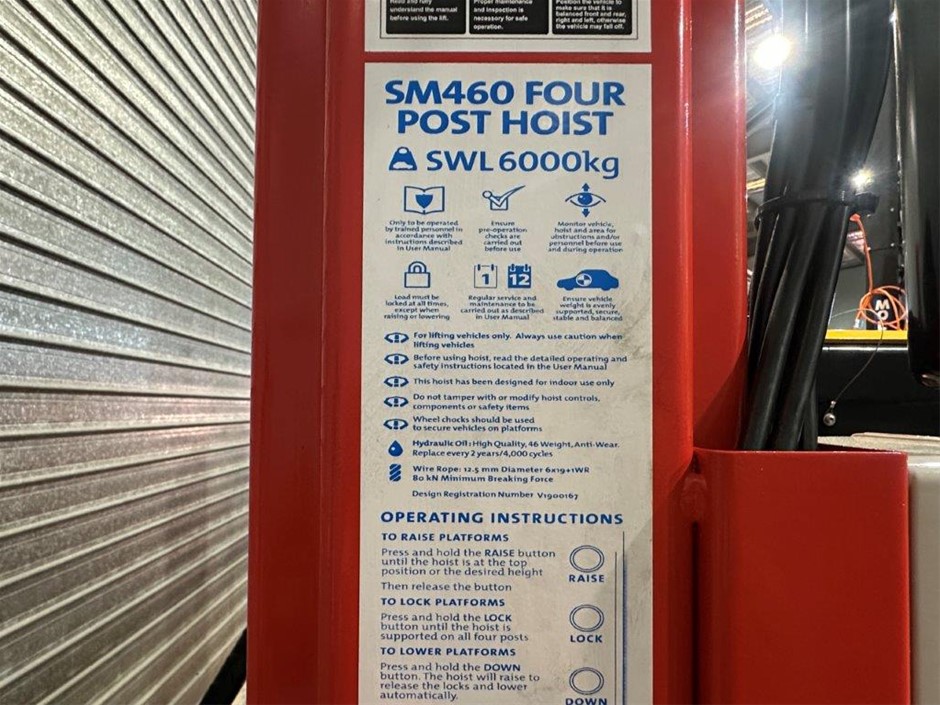 Read and fully
understand the manual
before using the lift.
Proper maintenance
and inspection is
necessary for safe
operation.
Position the vehicle to
make sure that it is
balanced front and rear,
right and left, otherwise
the vehicle may fall off.
SM460 FOUR
POST HOIST
SWL 6000kg
Only to be operated
by trained personnel in
accordance with
instructions described
in User Manual
Ensure
pre-operation
checks are
carried out
before use
Monitor vehicle,
hoist and area for
obstructions and/or
personnel before use
and during operation
Load must be
locked at all times,
except when
raising or lowering
1 12
Regular service and
maintenance to be
carried out as described
in User Manual
Ensure vehicle
weight is evenly
supported, secure,
stable and balanced
For lifting vehicles only. Always use caution when
lifting vehicles
Before using hoist, read the detailed operating and
safety instructions located in the User Manual
This hoist has been designed for indoor use only
Do not tamper with or modify hoist controls,
components or safety items
Wheel chocks should be used
to secure vehicles on platforms
Hydraulic Oil: High Quality, 46 Weight, Anti-Wear.
Replace every 2 years/4,000 cycles
Wire Rope: 12.5 mm Diameter 6x19+IWR
80 kN Minimum Breaking Force
Design Registration Number V1900167
OPERATING INSTRUCTIONS
TO RAISE PLATFORMS
Press and hold the RAISE button
until the hoist is at the top
position or the desired height
Then release the button
RAISE
TO LOCK PLATFORMS
Press and hold the LOCK
button until the hoist is
supported on all four posts
LOCK
TO LOWER PLATFORMS
Press and hold the DOWN
button. The hoist will raise to
release the locks and lower
automatically.
DOWN